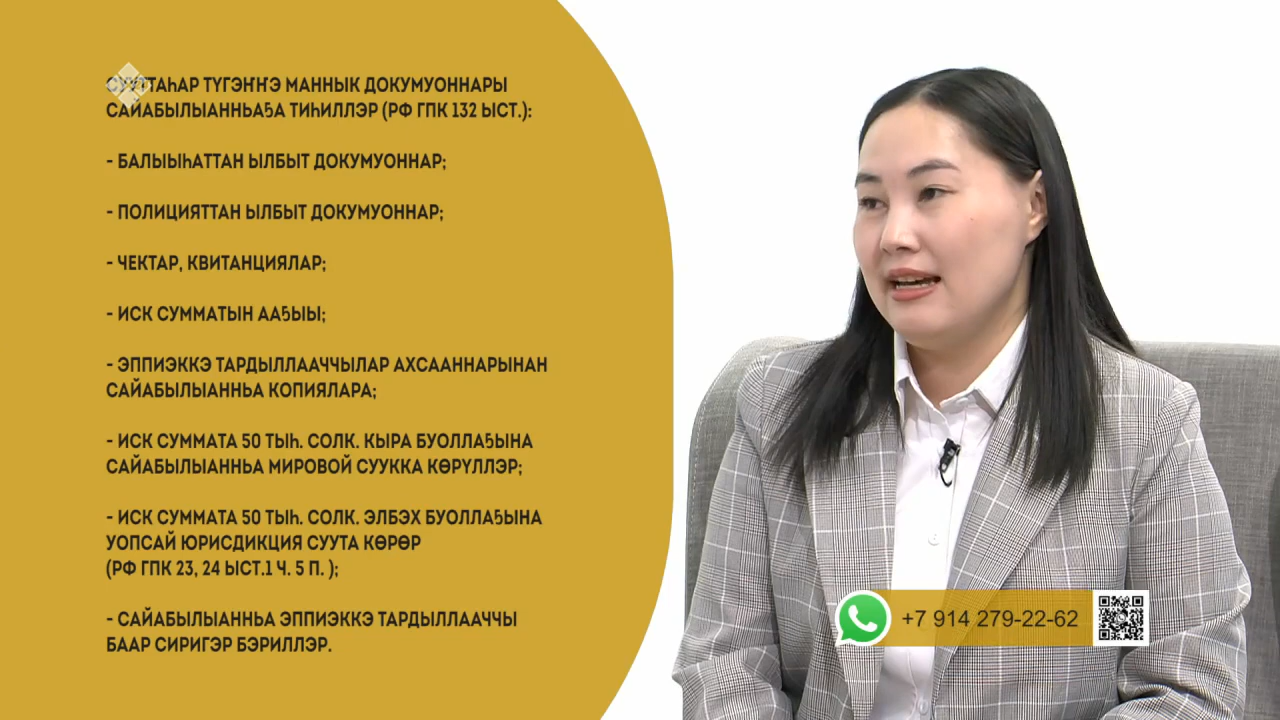 СУУТТАҺАР ТҮГЭҤҤЭ МАННЫК ДОКУМУОННАРЫ
САЙАБЫЛЫАННЬАҔА ТИҺИЛЛЭР (РФ ГПК 132 ЫСТ.):
- БАЛЫЫҺАТТАН ЫЛБЫТ ДОКУМУОННАР;
- ПОЛИЦИЯТТАН ЫЛБЫТ ДОКУМУОННАР;
- ЧЕКТАР, КВИТАНЦИЯЛАР;
- ИСК СУММАТЫН ААҔЫЫ;
- ЭППИЭККЭ ТАРДЫЛЛААЧЧЫЛАР АХСААННАРЫНАН
САЙАБЫЛЫАННЬА КОПИЯЛАРА;
- ИСК СУММАТА 50 ТЫҺ. СОЛК. КЫРА БУОЛЛАҔЫНА
САЙАБЫЛЫАННЬА МИРОВОЙ СУУККА КӨРҮЛЛЭР;
- ИСК СУММАТА 50 ТЫҺ. СОЛК. ЭЛБЭХ БУОЛЛАҔЫНА
УОПСАЙ ЮРИСДИКЦИЯ СУУТА КӨРӨР
(РФ ГПК 23, 24 ЫСТ.1 Ч. 5 П. );
- САЙАБЫЛЫАННЬА ЭППИЭККЭ ТАРДЫЛЛААЧЧЫ
БААР СИРИГЭР БЭРИЛЛЭР.
+7 914 279-22-62